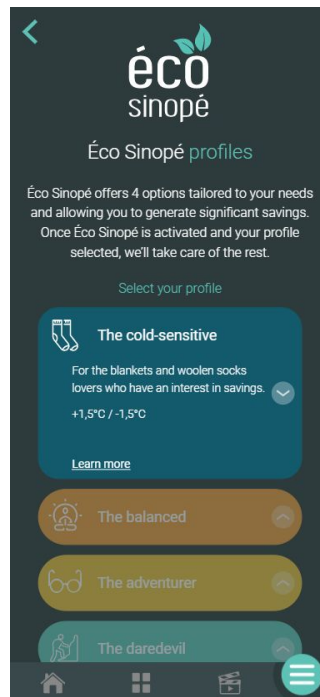 éco
sinopé
Éco Sinopé profiles
Éco Sinopé offers 4 options tailored to your needs
and allowing you to generate significant savings.
Once Éco Sinopé is activated and your profile
selected, we'll take care of the rest.
Select your profile
The cold-sensitive
For the blankets and woolen socks
lovers who have an interest in savings.
+1,5°C / -1,5°C
Learn more
The balanced
The adventurer
The daredevil